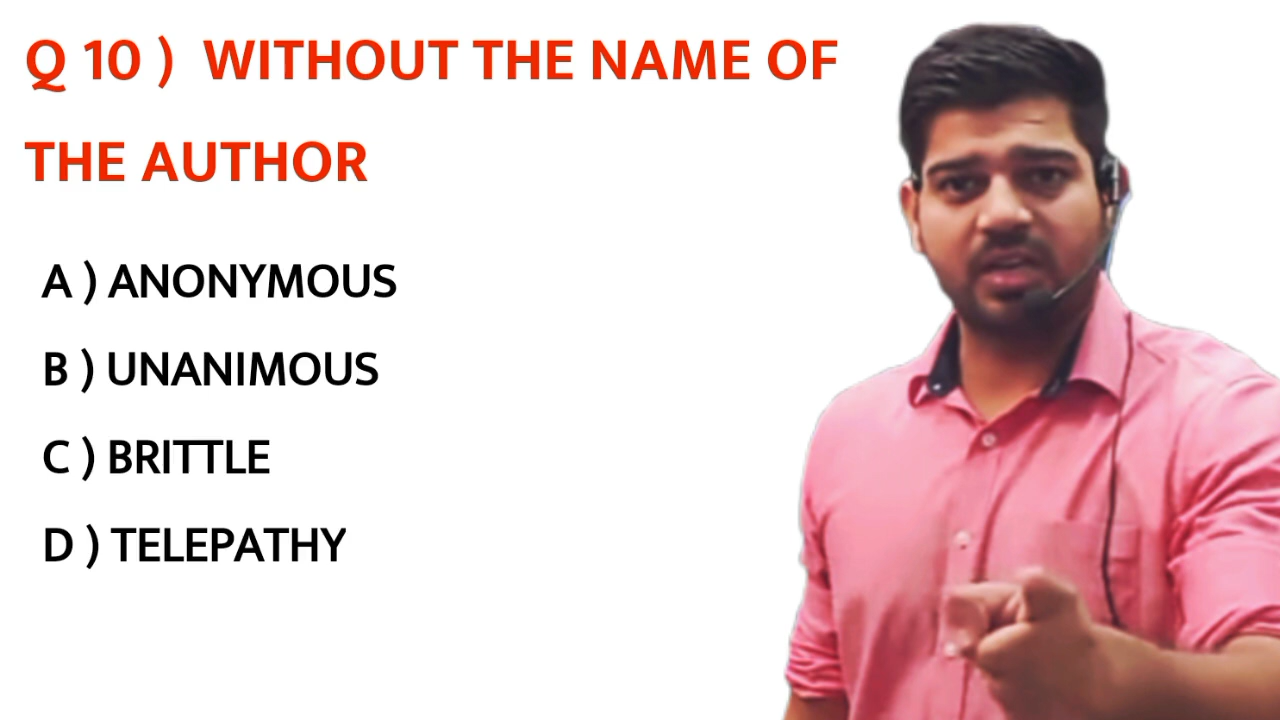 Q 10 ) WITHOUT THE NAME OF
THE AUTHOR
A ) ANONYMOUS
B ) UNANIMOUS
C ) BRITTLE
D ) TELEPATHY